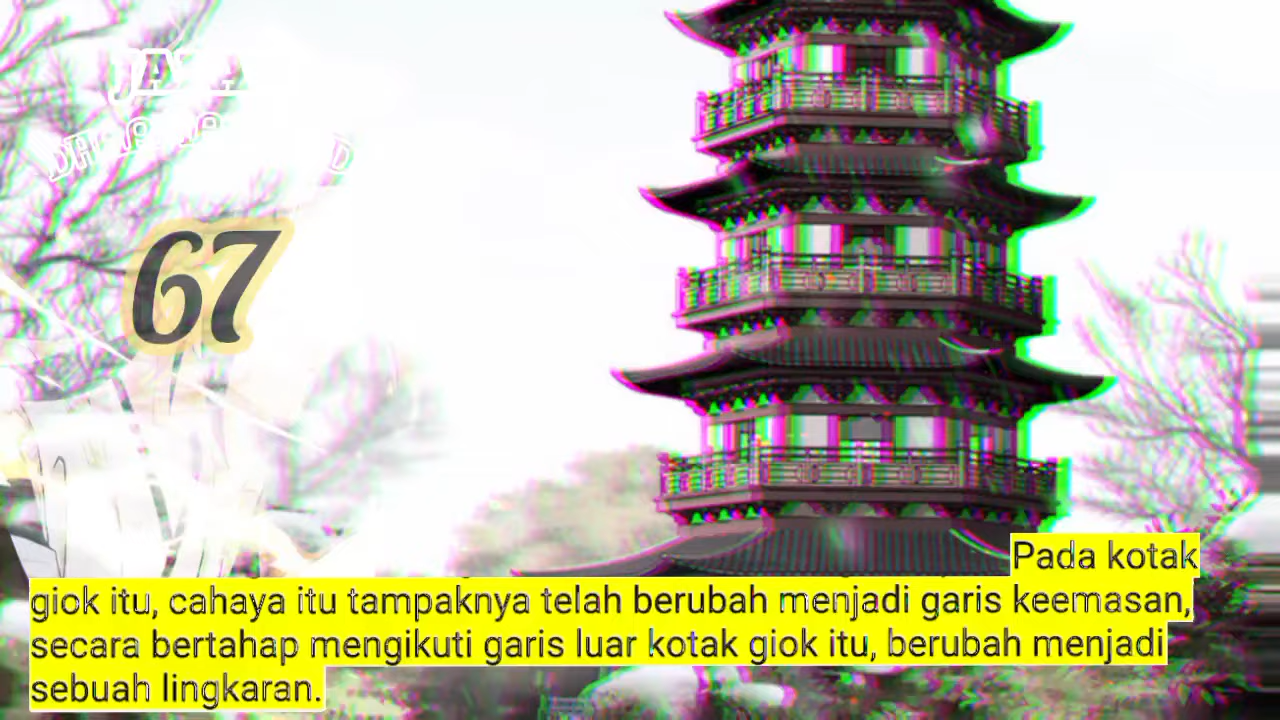 67
Pada kotak
giok itu, cahaya itu tampaknya telah berubah menjadi garis keemasan,
secara bertahap mengikuti garis luar kotak giok itu, berubah menjadi
sebuah lingkaran.